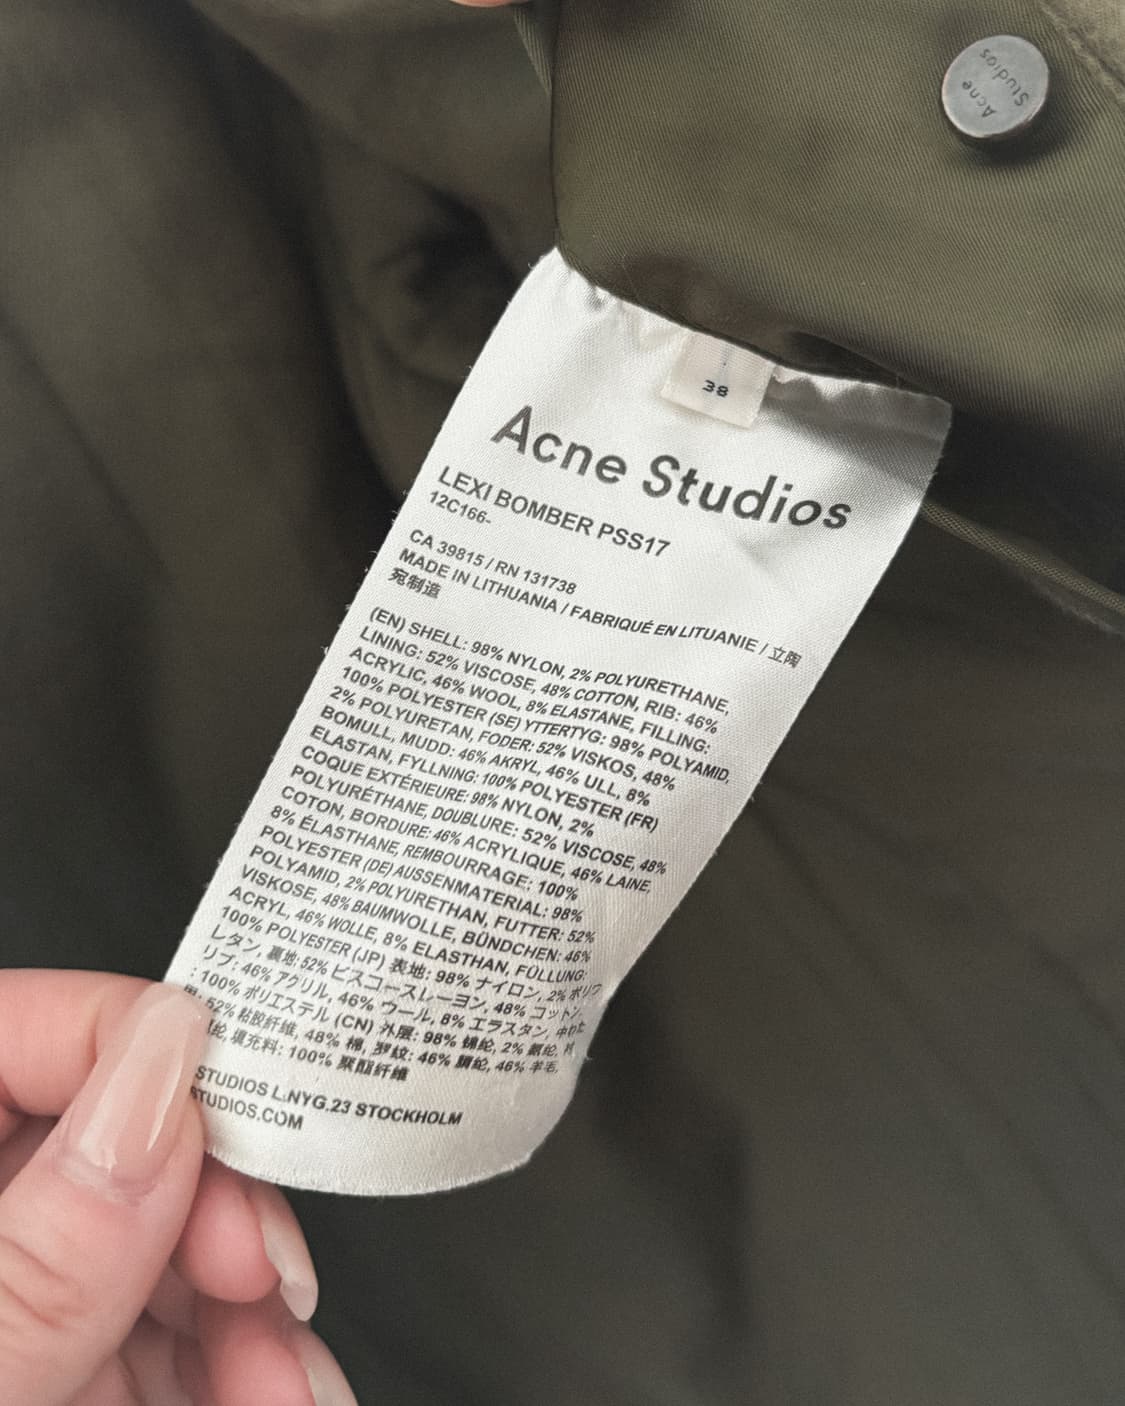 Acne
Studios
38
Acne Studios
LEXI BOMBER PSS17
12C166-
CA 39815 / RN 131738
MADE IN LITHUANIA / FABRIQUÉ EN LITUANIE / 立陶
宛制造
(EN) SHELL: 98% NYLON, 2% POLYURETHANE,
LINING: 52% VISCOSE, 48% COTTON, RIB: 46%
ACRYLIC, 46% WOOL, 8% ELASTANE, FILLING:
100% POLYESTER (SE) YTTERTYG: 98% POLYAMID,
2% POLYURETAN, FODER: 52% VISKOS, 48%
BOMULL, MUDD: 46% AKRYL, 46% ULL, 8%
ELASTAN, FYLLNING: 100% POLYESTER (FR)
COQUE EXTÉRIEURE: 98% NYLON, 2%
POLYURÉTHANE, DOUBLURE: 52% VISCOSE, 48%
COTON, BORDURE: 46% ACRYLIQUE, 46% LAINE,
8% ÉLASTHANE, REMBOURRAGE: 100%
POLYESTER (DE) AUSSENMATERIAL: 98%
POLYAMID, 2% POLYURETHAN, FUTTER: 52%
VISKOSE, 48% BAUMWOLLE, BÜNDCHEN: 46%
ACRYL, 46% WOLLE, 8% ELASTHAN, FÜLLUNG:
100% POLYESTER (JP) 表地: 98% ナイロン, 2% ポリウ
レタン, 裏地: 52% ビスコースレーヨン, 48% コットン,
リブ: 46% アクリル, 46% ウール, 8% エラスタン, 中わた
: 100% ポリエステル (CN) 外层: 98% 锦纶, 2% 氨纶,
52% 粘胶纤维, 48% 棉, 罗纹: 46% 腈纶, 46% 羊毛,
纶, 填充料: 100% 聚酯纤维
STUDIOS L.NYG.23 STOCKHOLM
STUDIOS.COM